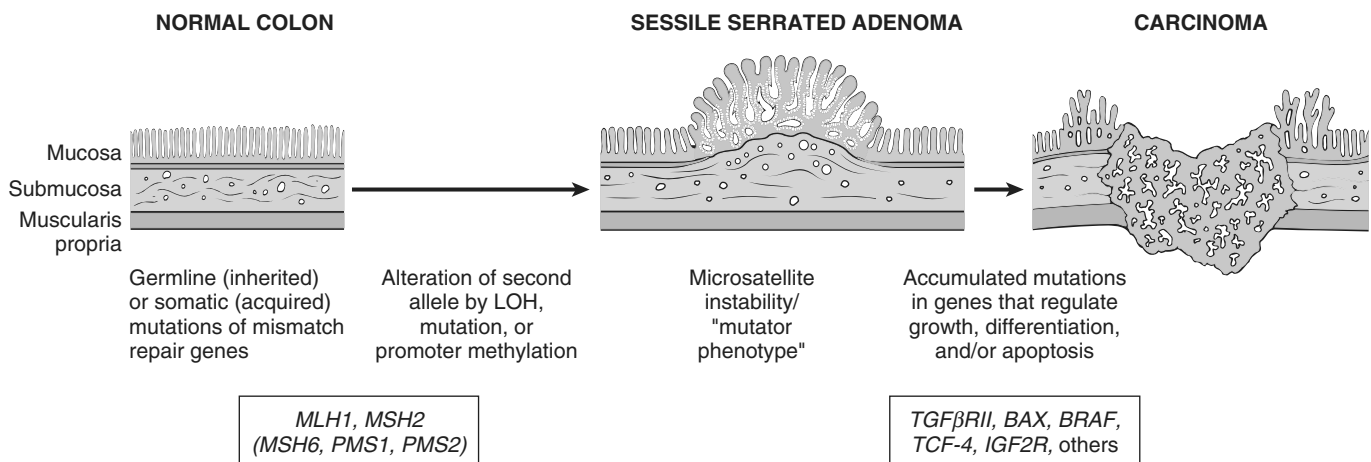 NORMAL COLON
SESSILE SERRATED ADENOMA
CARCINOMA
Mucosa
Submucosa
Muscularis
propria
Germline (inherited)
or somatic (acquired)
mutations of mismatch
repair genes
Alteration of second
allele by LOH,
mutation, or
promoter methylation
Microsatellite
instability/
"mutator
phenotype"
Accumulated mutations
in genes that regulate
growth, differentiation,
and/or apoptosis
MLH1, MSH2
(MSH6, PMS1, PMS2)
TGFβRII, BAX, BRAF,
TCF-4, IGF2R, others